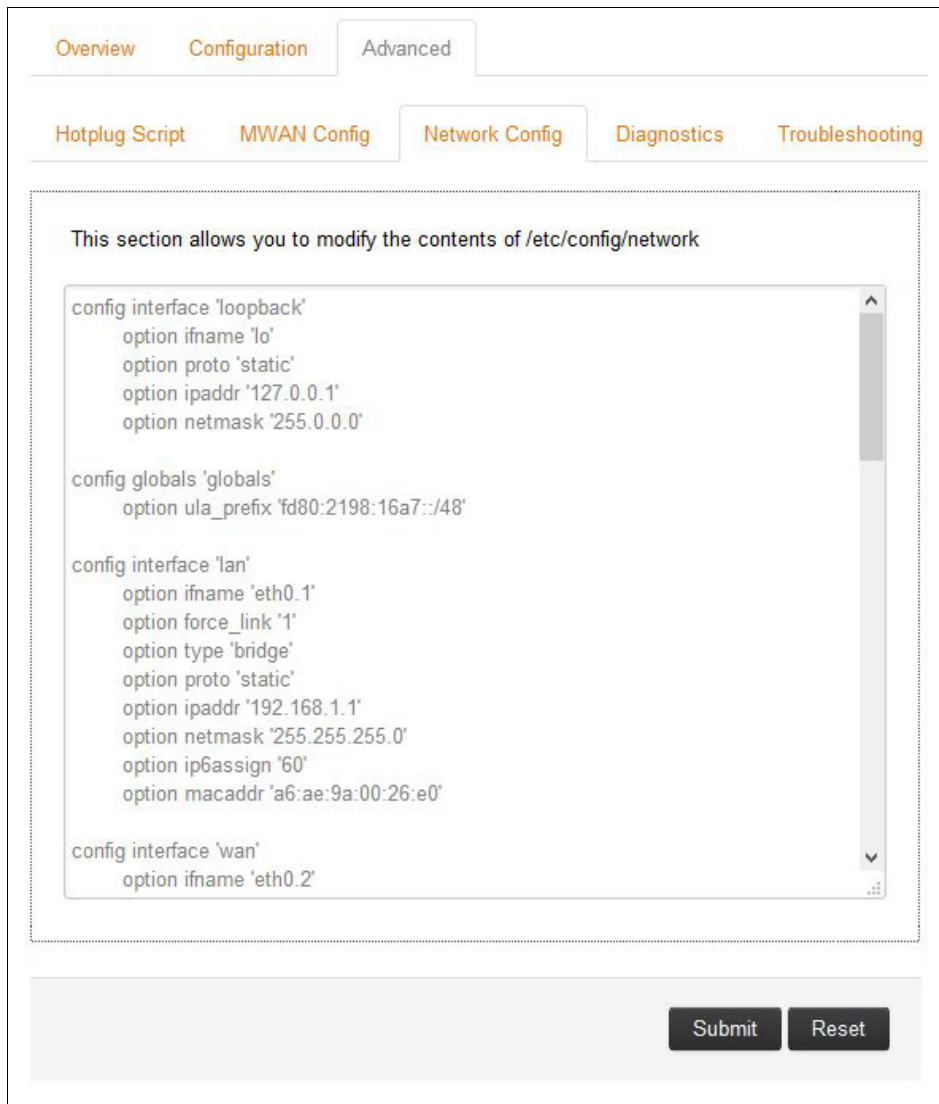 Overview Configuration Advanced
Hotplug Script MWAN Config Network Config Diagnostics Troubleshooting
This section allows you to modify the contents of /etc/config/network
config interface 'loopback'
option ifname 'lo'
option proto 'static'
option ipaddr '127.0.0.1'
option netmask '255.0.0.0'
config globals 'globals'
option ula_prefix 'fd80:2198:16a7::/48'
config interface 'lan'
option ifname 'eth0.1'
option force_link '1'
option type 'bridge'
option proto 'static'
option ipaddr '192.168.1.1'
option netmask '255.255.255.0'
option ip6assign '60'
option macaddr 'a6:ae:9a:00:26:e0'
config interface 'wan'
option ifname 'eth0.2'
Submit Reset